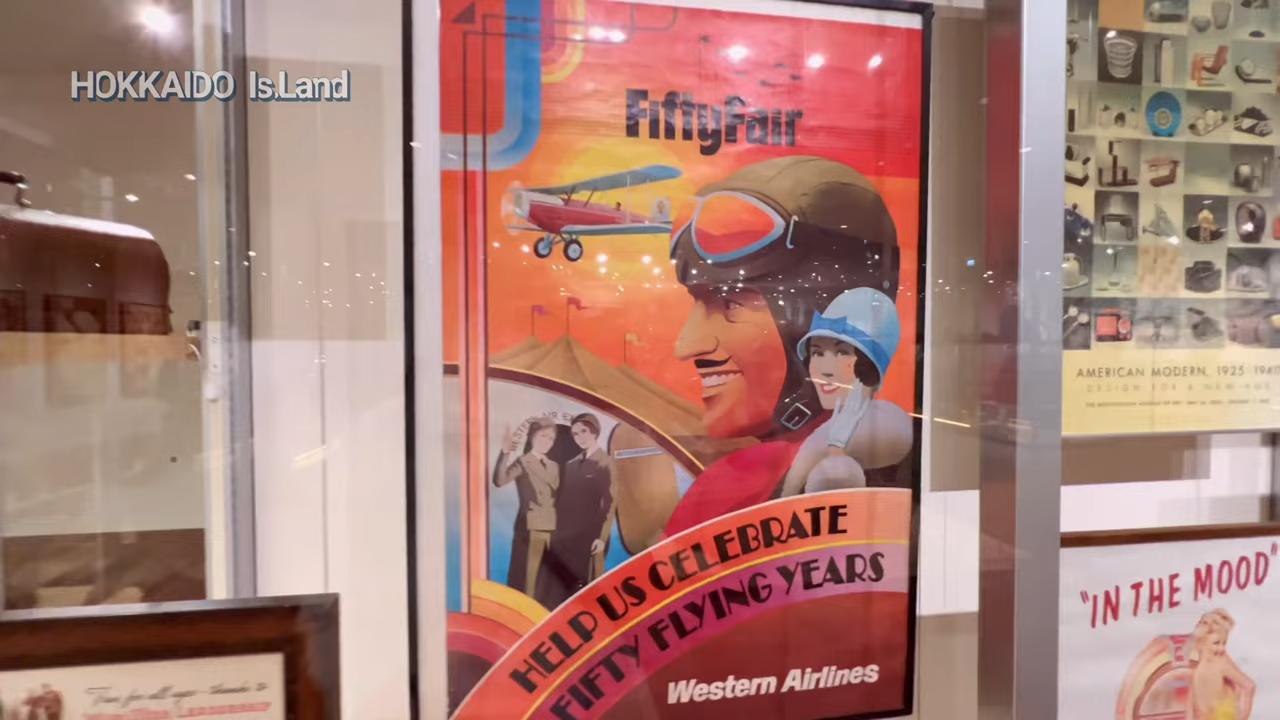 HOKKAIDO Is.Land
FiftyFair
HELP US CELEBRATE
FIFTY FLYING YEARS
Western Airlines
AMERICAN MODERN, 1925
DESIGN FOR A NEW AGE
"IN THE MOOD"